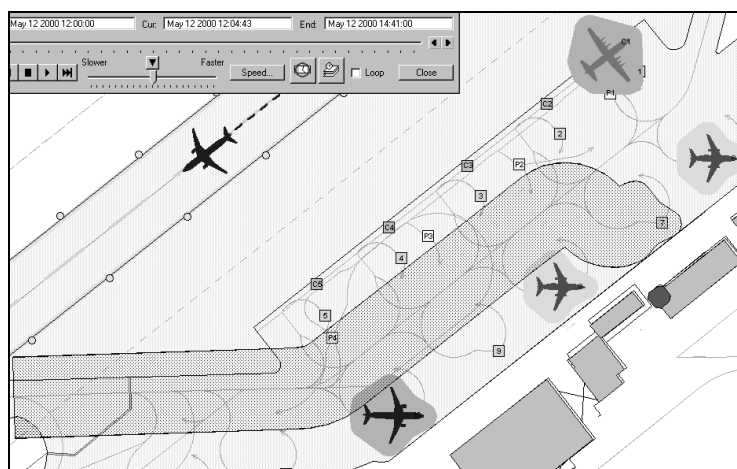 May 12 2000 12:00:00 Cur: May 12 2000 12:04:43 End: May 12 2000 14:41:00
Slower Faster
Speed... Loop Close
C1
1
P1
C2
2
C3
P2
3
7
C4
P3
4
C5
5
P4
9